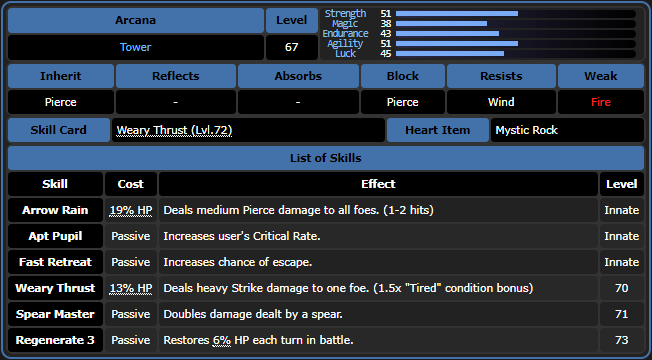 Arcana Level
Tower 67
Strength 51
Magic 38
Endurance 43
Agility 51
Luck 45
Inherit Reflects Absorbs Block Resists Weak
Pierce - - Pierce Wind Fire
Skill Card Weary Thrust (Lvl.72) Heart Item Mystic Rock
List of Skills
Skill Cost Effect Level
Arrow Rain 19% HP Deals medium Pierce damage to all foes. (1-2 hits) Innate
Apt Pupil Passive Increases user's Critical Rate. Innate
Fast Retreat Passive Increases chance of escape. Innate
Weary Thrust 13% HP Deals heavy Strike damage to one foe. (1.5x "Tired" condition bonus) 70
Spear Master Passive Doubles damage dealt by a spear. 71
Regenerate 3 Passive Restores 6% HP each turn in battle. 73